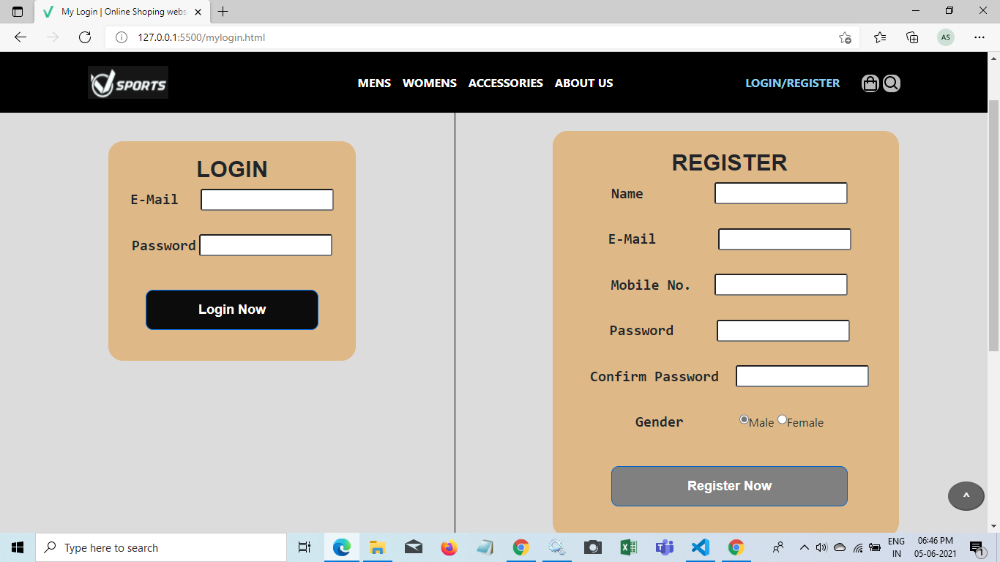 My Login | Online Shoping webs
127.0.0.1:5500/mylogin.html
AS
SPORTS
MENS WOMENS ACCESSORIES ABOUT US LOGIN/REGISTER
LOGIN
E-Mail
Password
Login Now
REGISTER
Name
E-Mail
Mobile No.
Password
Confirm Password
Gender Male Female
Register Now
^
Type here to search
ENG
IN
06:46 PM
05-06-2021
1